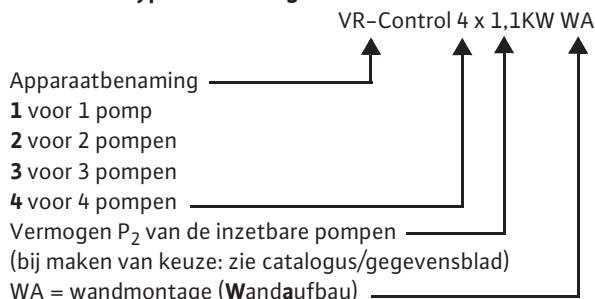 VR-Control 4 x 1,1KW WA
Apparaatbenaming
1 voor 1 pomp
2 voor 2 pompen
3 voor 3 pompen
4 voor 4 pompen
Vermogen P₂ van de inzetbare pompen
(bij maken van keuze: zie catalogus/gegevensblad)
WA = wandmontage (Wandaufbau)